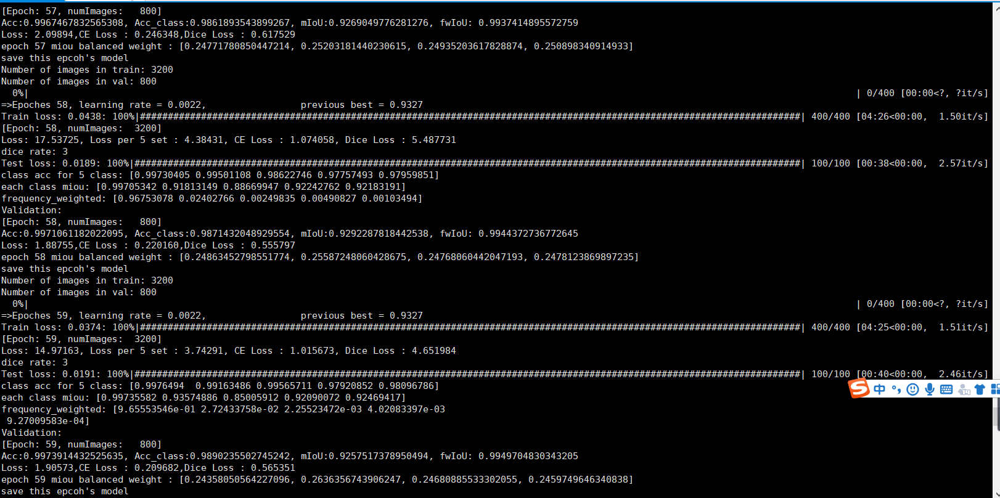 [Epoch: 57, numImages:   800]
Acc:0.9967467832565308, Acc_class:0.9861893543899267, mIoU:0.9269049776281276, fwIoU: 0.9937414895572759
Loss: 2.09894,CE Loss : 0.246348,Dice Loss : 0.617529
epoch 57 miou balanced weight : [0.24771780850447214, 0.25203181440230615, 0.24935203617828874, 0.250898340914933]
save this epcoh's model
Number of images in train: 3200
Number of images in val: 800
  0%|                                                        | 0/400 [00:00<?, ?it/s]
=>Epoches 58, learning rate = 0.0022,                 previous best = 0.9327
Train loss: 0.0438: 100%|#######################################################################################################################| 400/400 [04:26<00:00,  1.50it/s]
[Epoch: 58, numImages:  3200]
Loss: 17.53725, Loss per 5 set : 4.38431, CE Loss : 1.074058, Dice Loss : 5.487731
dice rate: 3
Test loss: 0.0189: 100%|########################################################################################################################| 100/100 [00:38<00:00,  2.57it/s]
class acc for 5 class: [0.99730405 0.99501108 0.98622746 0.97757493 0.97959851]
each class miou: [0.99705342 0.91813149 0.88669947 0.92242762 0.92183191]
frequency_weighted: [0.96753078 0.02402766 0.00249835 0.00490827 0.00103494]
Validation:
[Epoch: 58, numImages:   800]
Acc:0.9971061182022095, Acc_class:0.9871432048929554, mIoU:0.9292287818442538, fwIoU: 0.9944372736772645
Loss: 1.88755,CE Loss : 0.220160,Dice Loss : 0.555797
epoch 58 miou balanced weight : [0.24863452798551774, 0.25587248060428675, 0.24768060442047193, 0.2478123869897235]
save this epcoh's model
Number of images in train: 3200
Number of images in val: 800
  0%|                                                        | 0/400 [00:00<?, ?it/s]
=>Epoches 59, learning rate = 0.0022,                 previous best = 0.9327
Train loss: 0.0374: 100%|#######################################################################################################################| 400/400 [04:25<00:00,  1.51it/s]
[Epoch: 59, numImages:  3200]
Loss: 14.97163, Loss per 5 set : 3.74291, CE Loss : 1.015673, Dice Loss : 4.651984
dice rate: 3
Test loss: 0.0191: 100%|########################################################################################################################| 100/100 [00:40<00:00,  2.46it/s]
class acc for 5 class: [0.9976494  0.99163486 0.99565711 0.97920852 0.98096786]
each class miou: [0.99735582 0.93574886 0.85005912 0.92090072 0.92469417]
frequency_weighted: [9.65553546e-01 2.72433758e-02 2.25523472e-03 4.02083397e-03
 9.27009583e-04]
Validation:
[Epoch: 59, numImages:   800]
Acc:0.9973914432525635, Acc_class:0.9890235502745242, mIoU:0.9257517378950494, fwIoU: 0.9949704830343205
Loss: 1.90573,CE Loss : 0.209682,Dice Loss : 0.565351
epoch 59 miou balanced weight : [0.24358050564227096, 0.2636356743906247, 0.24680885533302055, 0.2459749646340838]
save this epcoh's model
S 中 °,